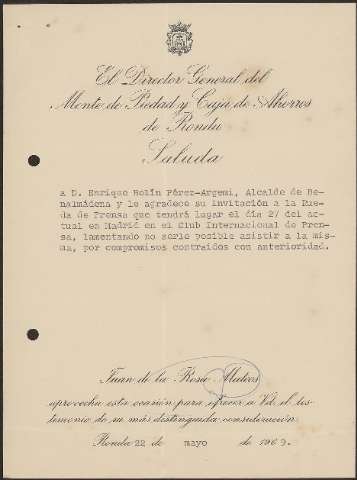 El Director General del
Monte de Piedad y Caja de Ahorros
de Ronda
Saluda
a D. Enrique Bolín Pérez-Argemí, Alcalde de Be-
nalmádena y le agradece su invitación a la Rue-
da de Prensa que tendrá lugar el día 27 del ac-
tual en Madrid en el Club Internacional de Pren-
sa, lamentando no serle posible asistir a la mis-
ma, por compromisos contraídos con anterioridad.
Juan de la Rosa Mateos
aprovecha esta ocasión para ofrecer a Vd. el tes-
timonio de su más distinguida consideración
Ronda 22 de mayo de 1969.